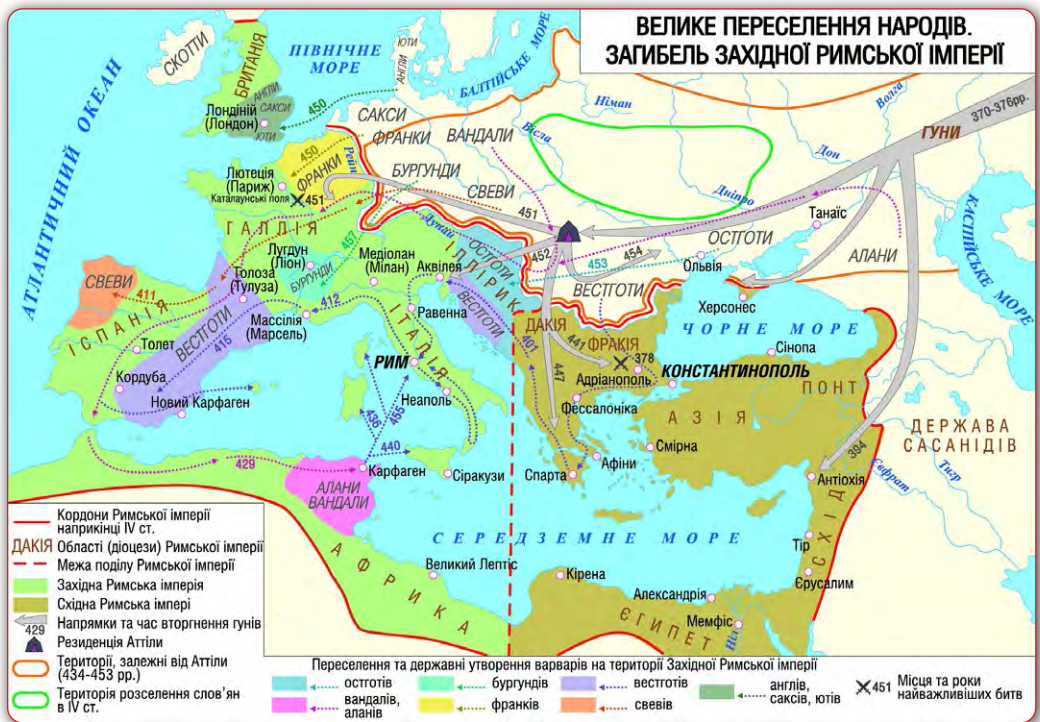 ВЕЛИКЕ ПЕРЕСЕЛЕННЯ НАРОДІВ.
ЗАГИБЕЛЬ ЗАХІДНОЇ РИМСЬКОЇ ІМПЕРІЇ
АТЛАНТИЧНИЙ ОКЕАН
СКОТТИ
БРИТАНІЯ
ПІВНІЧНЕ
МОРЕ
ЮТИ
АНГЛИ
БАЛТІЙСЬКЕ МОРЕ
АНГЛИ
САКСИ
ЮТИ
Лондіній
(Лондон)
450
САКСИ
ФРАНКИ
ВАНДАЛИ
Німан
Вісла
Волга
370-376рр.
ГУНИ
Дон
Дніпро
Танаїс
450
ФРАНКИ
Рейн
Лютеція
(Париж)
Каталаунські поля
451
БУРГУНДИ
СВЕВИ
451
ГАЛЛІЯ
Лугдун
(Ліон)
457
БУРГУНДИ
Дунай
Медіолан
(Мілан)
Аквілея
ОСТГОТИ
ІЛЛІРИК
452
453
454
ОСТГОТИ
Ольвія
АЛАНИ
КАСПІЙСЬКЕ МОРЕ
СВЕВИ
411
Толоза
(Тулуза)
412
Массілія
(Марсель)
Равенна
ІТАЛІЯ
ВЕСТГОТИ
401
ВЕСТГОТИ
ДАКІЯ
Херсонес
ЧОРНЕ МОРЕ
Сінопа
ІСПАНІЯ
ВЕСТГОТИ
415
Толет
Кордуба
Новий Карфаген
РИМ
Неаполь
441
447
ФРАКІЯ
378
Адріанополь
КОНСТАНТИНОПОЛЬ
Фессалоніка
АЗІЯ
ПОНТ
ДЕРЖАВА
САСАНІДІВ
436
455
440
429
Карфаген
АЛАНИ
ВАНДАЛИ
Сіракузи
Спарта
Афіни
Смірна
394
Антіохія
Єфрат
Тигр
СХІД
СЕРЕДЗЕМНЕ МОРЕ
АФРИКА
Великий Лептіс
Кірена
Александрія
Мемфіс
Ніл
ЄГИПЕТ
Тір
Єрусалим
Кордони Римської імперії
наприкінці IV ст.
ДАКІЯ Області (діоцези) Римської імперії
Межа поділу Римської імперії
Західна Римська імперія
Східна Римська імпері
429 Напрямки та час вторгнення гунів
Резиденція Аттіли
Території, залежні від Аттіли
(434-453 рр.)
Територія розселення слов’ян
в IV ст.
Переселення та державні утворення варварів на території Західної Римської імперії
остготів
бургундів
вестготів
англів,
саксів, ютів
вандалів,
аланів
франків
свевів
451 Місця та роки
найважливіших битв